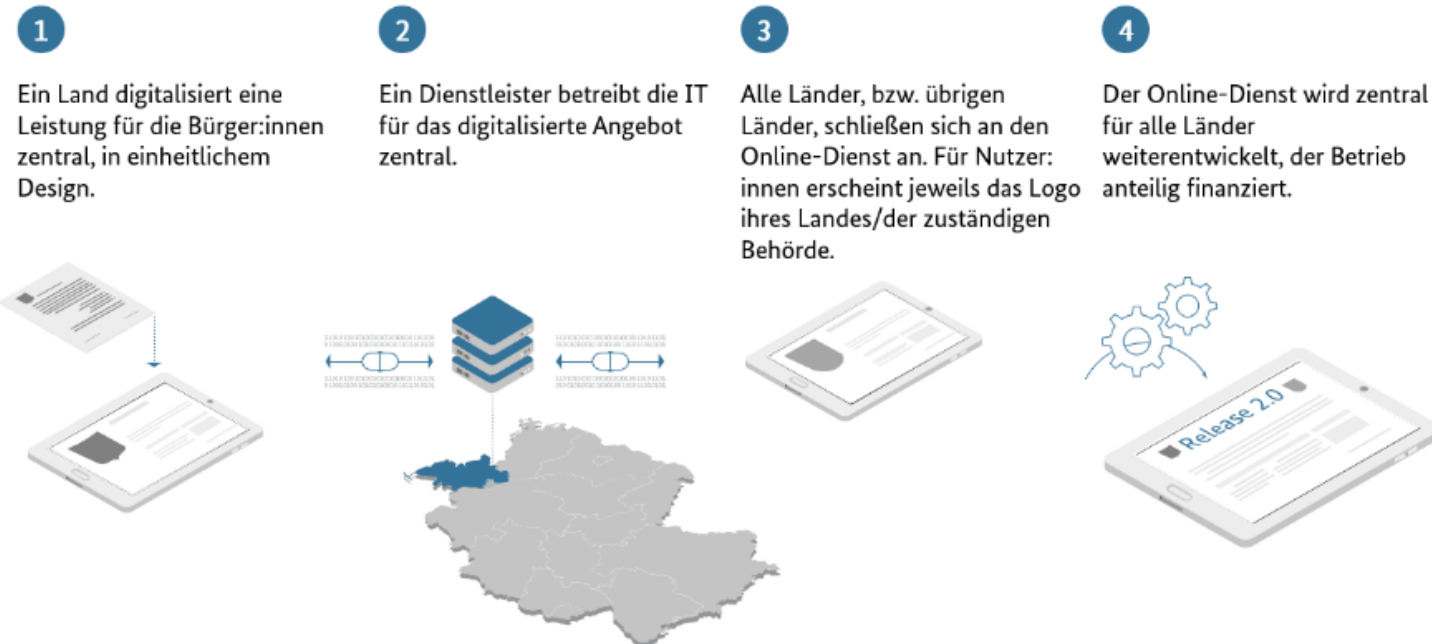 1
Ein Land digitalisiert eine
Leistung für die Bürger:innen
zentral, in einheitlichem
Design.
2
Ein Dienstleister betreibt die IT
für das digitalisierte Angebot
zentral.
3
Alle Länder, bzw. übrigen
Länder, schließen sich an den
Online-Dienst an. Für Nutzer:
innen erscheint jeweils das Logo
ihres Landes/der zuständigen
Behörde.
4
Der Online-Dienst wird zentral
für alle Länder
weiterentwickelt, der Betrieb
anteilig finanziert.
Release 2.0